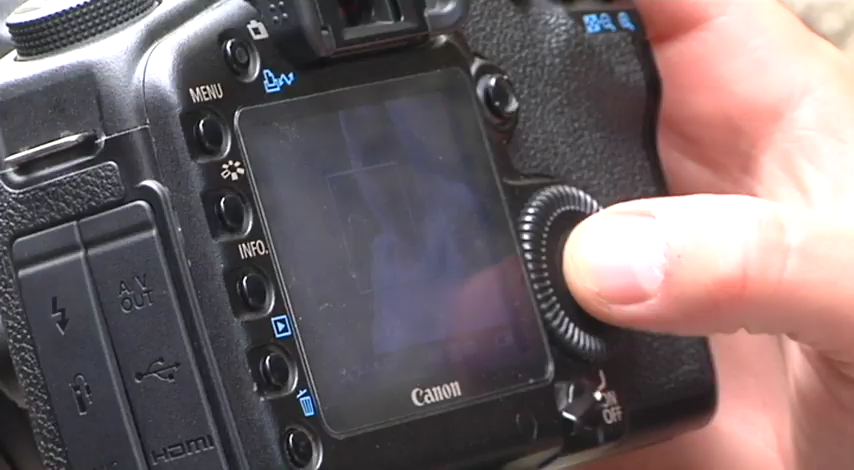 MENU
INFO.
A/V
OUT
HDMI
Canon
ON
OFF